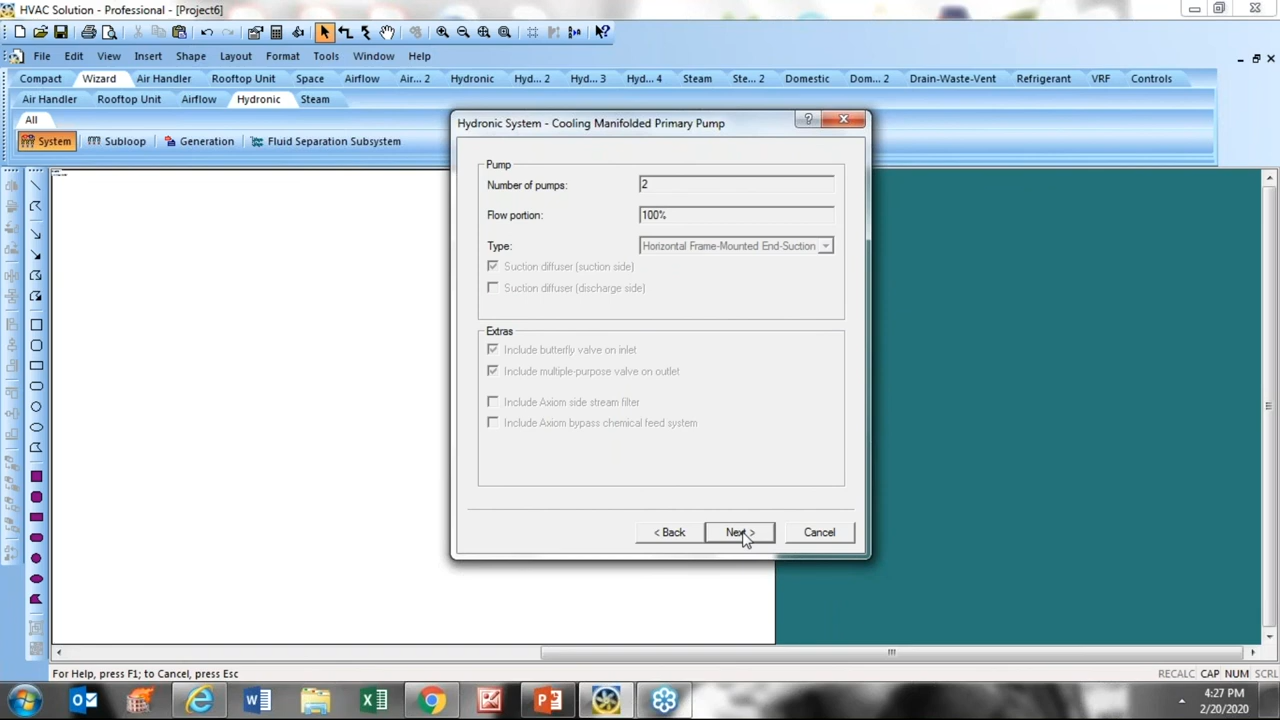 HVAC Solution - Professional - [Project6]
File Edit View Insert Shape Layout Format Tools Window Help
Compact Wizard Air Handler Rooftop Unit Space Airflow Air... 2 Hydronic Hyd... 2 Hyd... 3 Hyd... 4 Steam Ste... 2 Domestic Dom... 2 Drain-Waste-Vent Refrigerant VRF Controls
Air Handler Rooftop Unit Airflow Hydronic Steam
All
System Subloop Generation Fluid Separation Subsystem
Hydronic System - Cooling Manifolded Primary Pump
Pump
Number of pumps: 2
Flow portion: 100%
Type: Horizontal Frame-Mounted End-Suction
Suction diffuser (suction side)
Suction diffuser (discharge side)
Extras
Include butterfly valve on inlet
Include multiple-purpose valve on outlet
Include Axiom side stream filter
Include Axiom bypass chemical feed system
< Back Next > Cancel
For Help, press F1; to Cancel, press Esc
RECALC CAP NUM SCRL
4:27 PM
2/20/2020